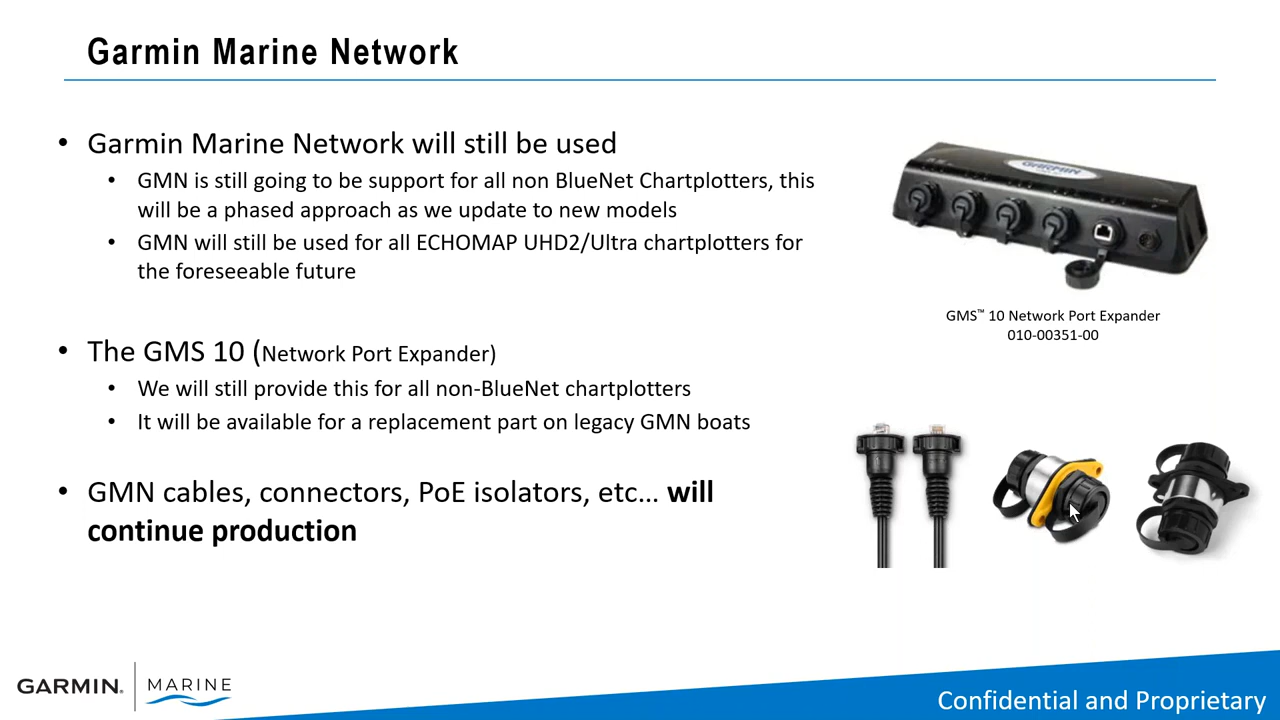 Garmin Marine Network
• Garmin Marine Network will still be used
• GMN is still going to be support for all non BlueNet Chartplotters, this
will be a phased approach as we update to new models
• GMN will still be used for all ECHOMAP UHD2/Ultra chartplotters for
the foreseeable future
GARMIN
GMS™ 10 Network Port Expander
010-00351-00
• The GMS 10 (Network Port Expander)
• We will still provide this for all non-BlueNet chartplotters
• It will be available for a replacement part on legacy GMN boats
• GMN cables, connectors, PoE isolators, etc... will
continue production
GARMIN. MARINE
Confidential and Proprietary